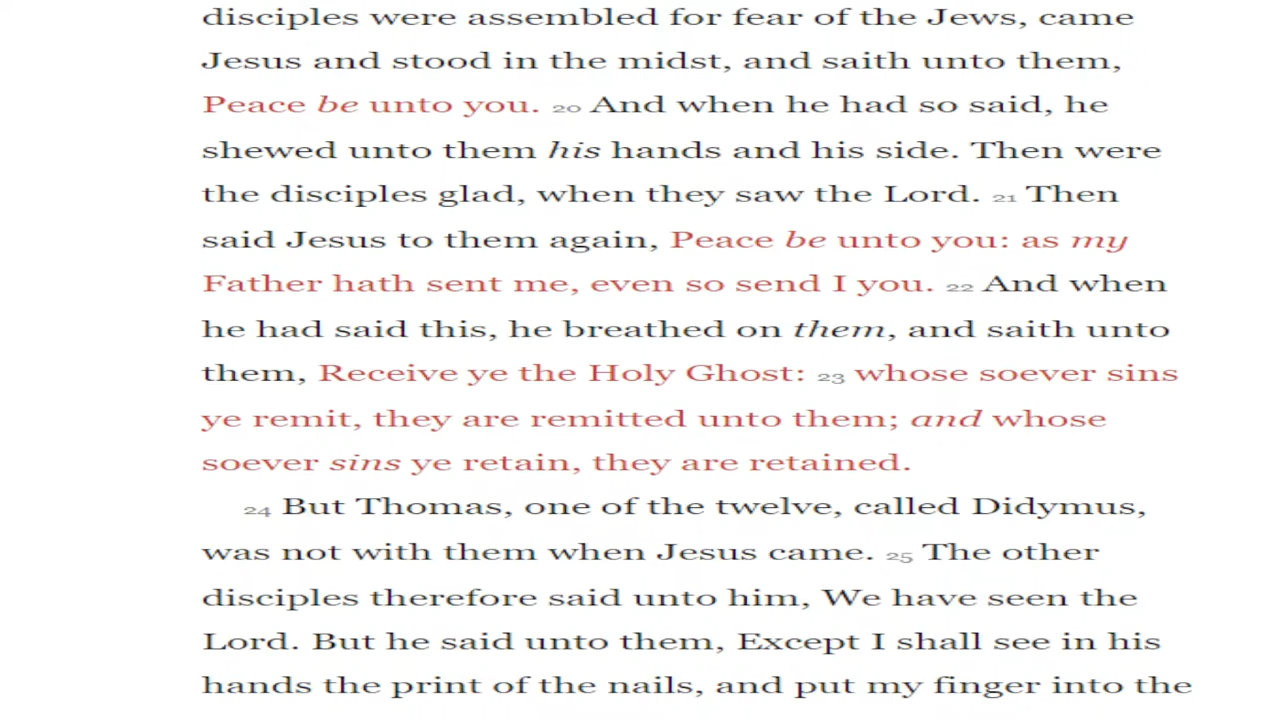 disciples were assembled for fear of the Jews, came
Jesus and stood in the midst, and saith unto them,
Peace be unto you. 20 And when he had so said, he
shewed unto them his hands and his side. Then were
the disciples glad, when they saw the Lord. 21 Then
said Jesus to them again, Peace be unto you: as my
Father hath sent me, even so send I you. 22 And when
he had said this, he breathed on them, and saith unto
them, Receive ye the Holy Ghost: 23 whose soever sins
ye remit, they are remitted unto them; and whose
soever sins ye retain, they are retained.
24 But Thomas, one of the twelve, called Didymus,
was not with them when Jesus came. 25 The other
disciples therefore said unto him, We have seen the
Lord. But he said unto them, Except I shall see in his
hands the print of the nails, and put my finger into the